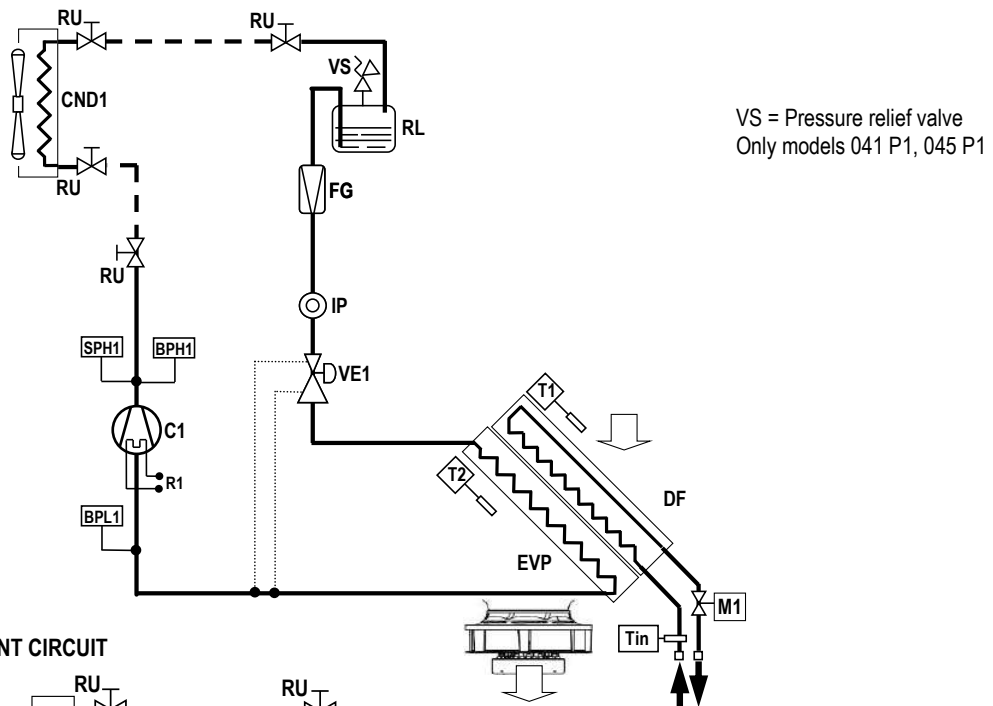 RU
RU
VS
CND1
RL
VS = Pressure relief valve
Only models 041 P1, 045 P1
RU
FG
RU
IP
SPH1
BPH1
VE1
T1
C1
T2
R1
DF
BPL1
EVP
M1
Tin
NT CIRCUIT
RU
RU